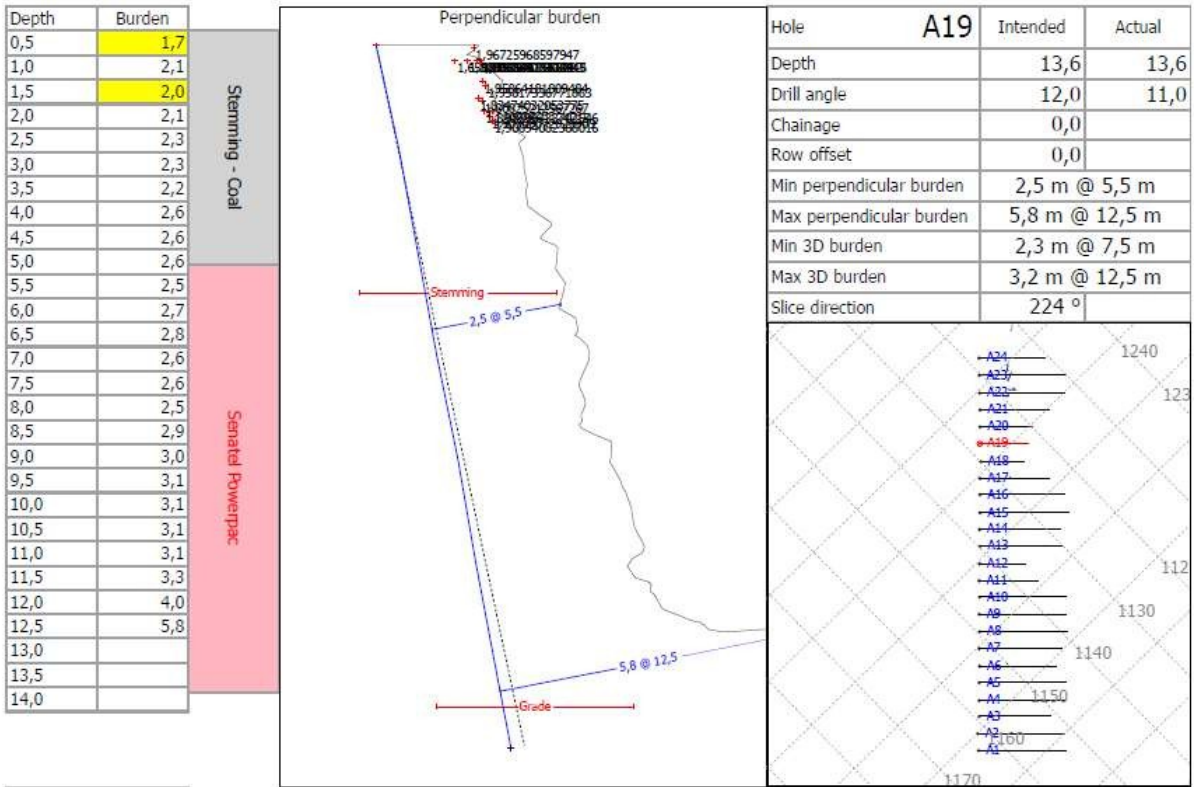 Depth Burden
0,5 1,7
1,0 2,1
1,5 2,0
2,0 2,1
2,5 2,3
3,0 2,3
3,5 2,2
4,0 2,6
4,5 2,6
5,0 2,6
5,5 2,5
6,0 2,7
6,5 2,8
7,0 2,6
7,5 2,6
8,0 2,5
8,5 2,9
9,0 3,0
9,5 3,1
10,0 3,1
10,5 3,1
11,0 3,1
11,5 3,3
12,0 4,0
12,5 5,8
13,0
13,5
14,0
Stemming - Coal
Senatel Powerpac
Perpendicular burden
1,96725968597947
Stemming
2,5 @ 5,5
5,8 @ 12,5
Grade
Hole A19 Intended Actual
Depth 13,6 13,6
Drill angle 12,0 11,0
Chainage 0,0
Row offset 0,0
Min perpendicular burden 2,5 m @ 5,5 m
Max perpendicular burden 5,8 m @ 12,5 m
Min 3D burden 2,3 m @ 7,5 m
Max 3D burden 3,2 m @ 12,5 m
Slice direction 224 °
A24
A23
A22
A21
A20
A19
A18
A17
A16
A15
A14
A13
A12
A11
A10
A9
A8
A7
A6
A5
A4
A3
A2
A1
1240
123
112
1130
1140
1150
1160
1170